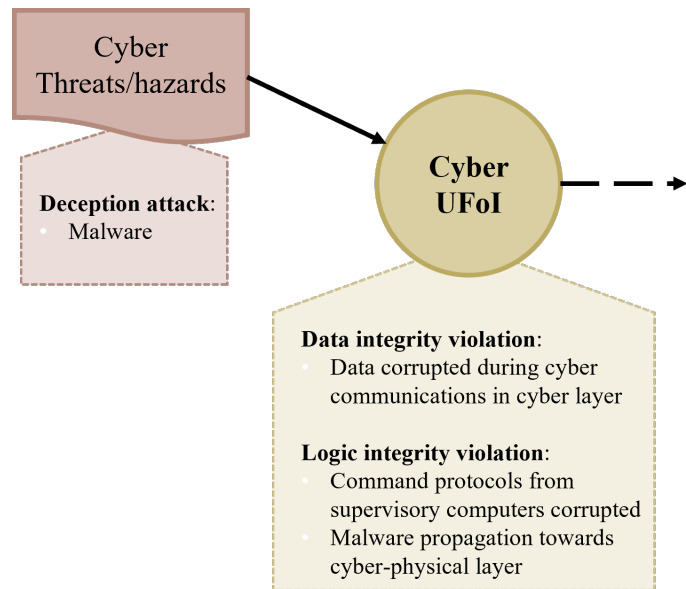 Cyber
Threats/hazards
Deception attack:
• Malware
Cyber
UFoI
Data integrity violation:
• Data corrupted during cyber
communications in cyber layer
Logic integrity violation:
• Command protocols from
supervisory computers corrupted
• Malware propagation towards
cyber-physical layer